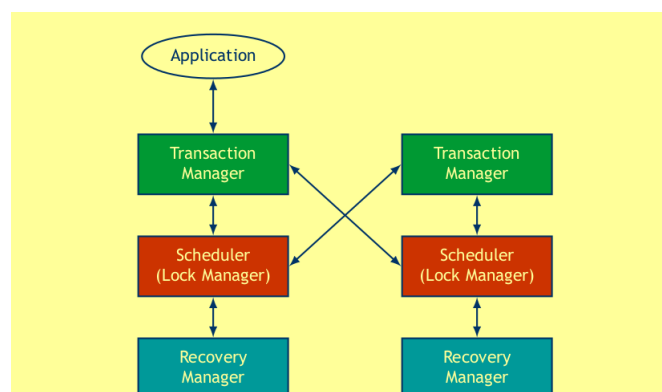 Application
Transaction
Manager
Transaction
Manager
Scheduler
(Lock Manager)
Scheduler
(Lock Manager)
Recovery
Manager
Recovery
Manager